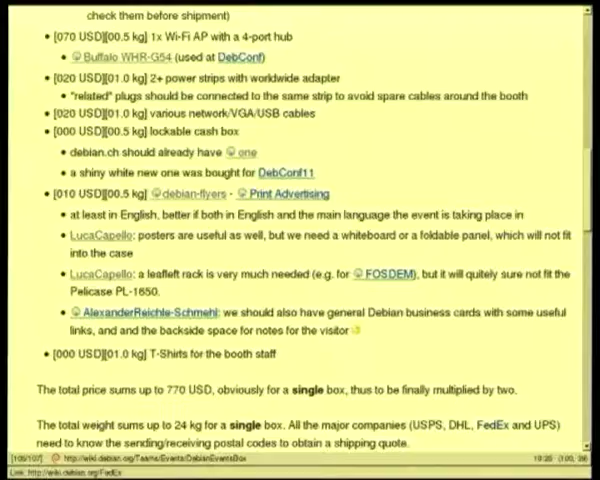 check them before shipment)
[070 USD][00.5 kg] 1x Wi-Fi AP with a 4-port hub
Buffalo WHR-G54 (used at DebConf)
[020 USD][01.0 kg] 2+ power strips with worldwide adapter
"related" plugs should be connected to the same strip to avoid spare cables around the booth
[020 USD][01.0 kg] various network/VGA/USB cables
[000 USD][00.5 kg] lockable cash box
debian.ch should already have one
a shiny white new one was bought for DebConf11
[010 USD][00.5 kg] debian-flyers - Print Advertising
at least in English, better if both in English and the main language the event is taking place in
LucaCapello: posters are useful as well, but we need a whiteboard or a foldable panel, which will not fit
into the case
LucaCapello: a leafleft rack is very much needed (e.g. for FOSDEM), but it will quitely sure not fit the
Pelicase PL-1650.
AlexanderReichle-Schmehl: we should also have general Debian business cards with some useful
links, and and the backside space for notes for the visitor
[000 USD][01.0 kg] T-Shirts for the booth staff
The total price sums up to 770 USD, obviously for a single box, thus to be finally multiplied by two.
The total weight sums up to 24 kg for a single box. All the major companies (USPS, DHL, FedEx and UPS)
need to know the sending/receiving postal codes to obtain a shipping quote.
http://wiki.debian.org/Teams/Events/DebianEventsBox
Link: http://wiki.debian.org/FedEx